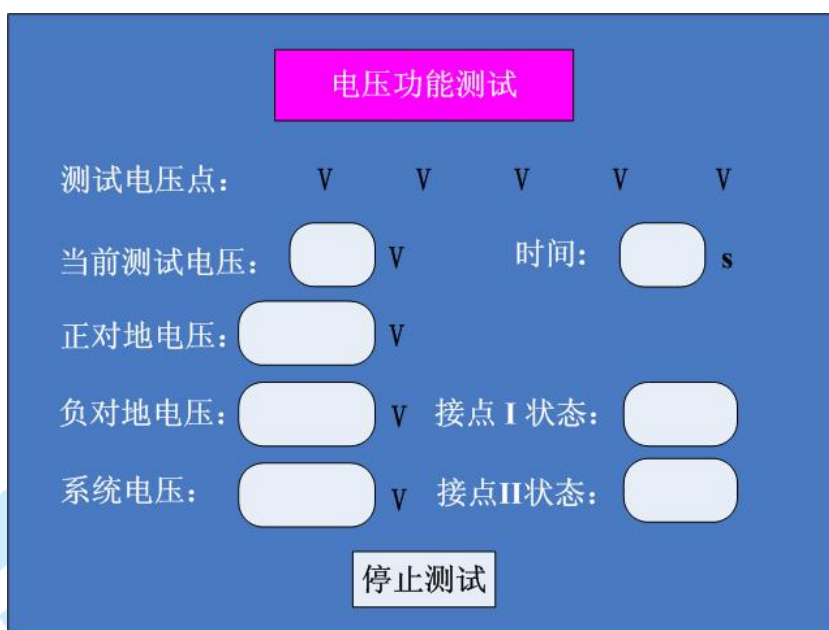 电压功能测试
测试电压点： V V V V V
当前测试电压： V 时间： s
正对地电压： V
负对地电压： V 接点 I 状态：
系统电压： V 接点II状态：
停止测试